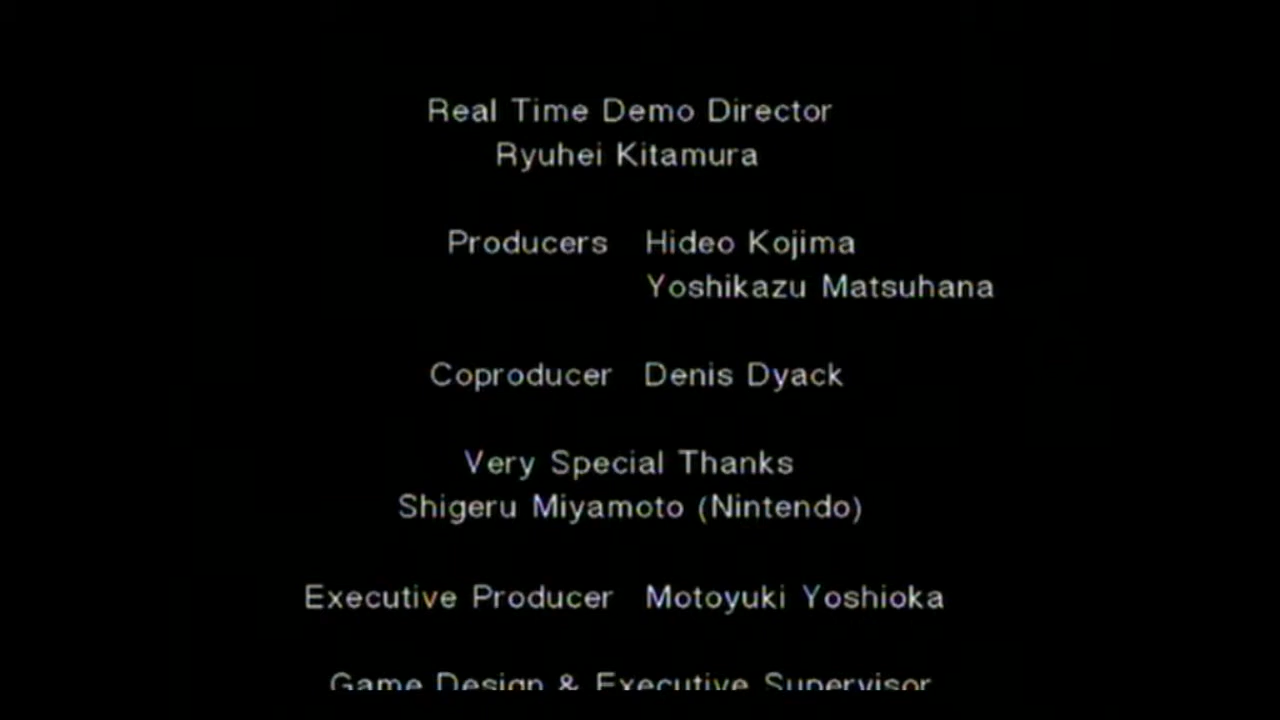 Real Time Demo Director
Ryuhei Kitamura
Producers Hideo Kojima
Yoshikazu Matsuhana
Coproducer Denis Dyack
Very Special Thanks
Shigeru Miyamoto (Nintendo)
Executive Producer Motoyuki Yoshioka
Game Design & Executive Supervisor